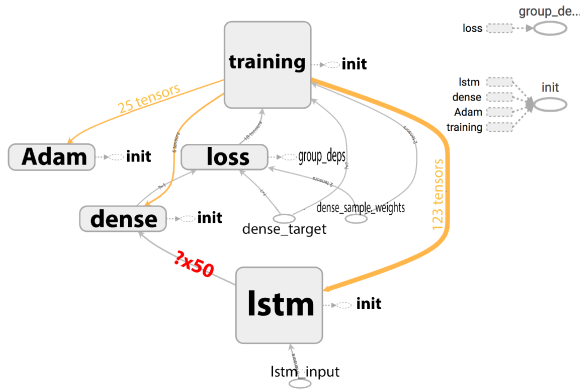 group_de...
loss
training
init
lstm
dense
Adam
training
init
25 tensors
Adam
init
loss
group_deps
123 tensors
dense
init
dense_sample_weights
dense_target
?x50
lstm
init
lstm_input